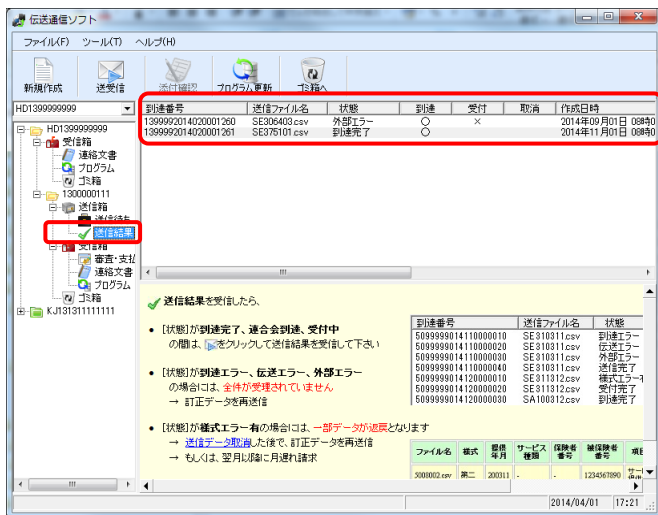 伝送通信ソフト
ファイル(F) ツール(T) ヘルプ(H)
新規作成 送受信 添付確認 プログラム更新 ゴミ箱へ
HD1399999999
到達番号 送信ファイル名 状態 到達 受付 取消 作成日時
1399992014020001260 SE306403.csv 外部エラー ○ × 2014年09月01日 08時0
1399992014020001261 SE375101.csv 到達完了 ○ 2014年11月01日 08時0
HD1399999999
受信箱
連絡文書
プログラム
ゴミ箱
1300000111
送信箱
送信待ち
送信結果
受信箱
審査・支払
連絡文書
プログラム
ゴミ箱
KJ131311111111
送信結果を受信したら、
• [状態]が到達完了、連合会到達、受付中
の間は、をクリックして送信結果を受信して下さい
• [状態]が到達エラー、伝送エラー、外部エラー
の場合には、全件が受理されていません
→ 訂正データを再送信
• [状態]が様式エラー有の場合には、一部データが返戻となります
→ 送信データ取消した後で、訂正データを再送信
→ もしくは、翌月以降に月遅れ請求
到達番号 送信ファイル名 状態
5099999014110000010 SE310311.csv 到達エラー
5099999014110000020 SE310311.csv 伝送エラー
5099999014110000030 SE310311.csv 外部エラー
5099999014110000040 SE310311.csv 送信完了
5099999014120000010 SE311312.csv 様式エラー有
5099999014120000020 SE311312.csv 受付完了
5099999014120000030 SA100312.csv 到達完了
ファイル名 様式 提供年月 サービス種類 保険者番号 被保険者番号 項目
5008002.csv 第二 200311 - - 1234567890
2014/04/01 17:21